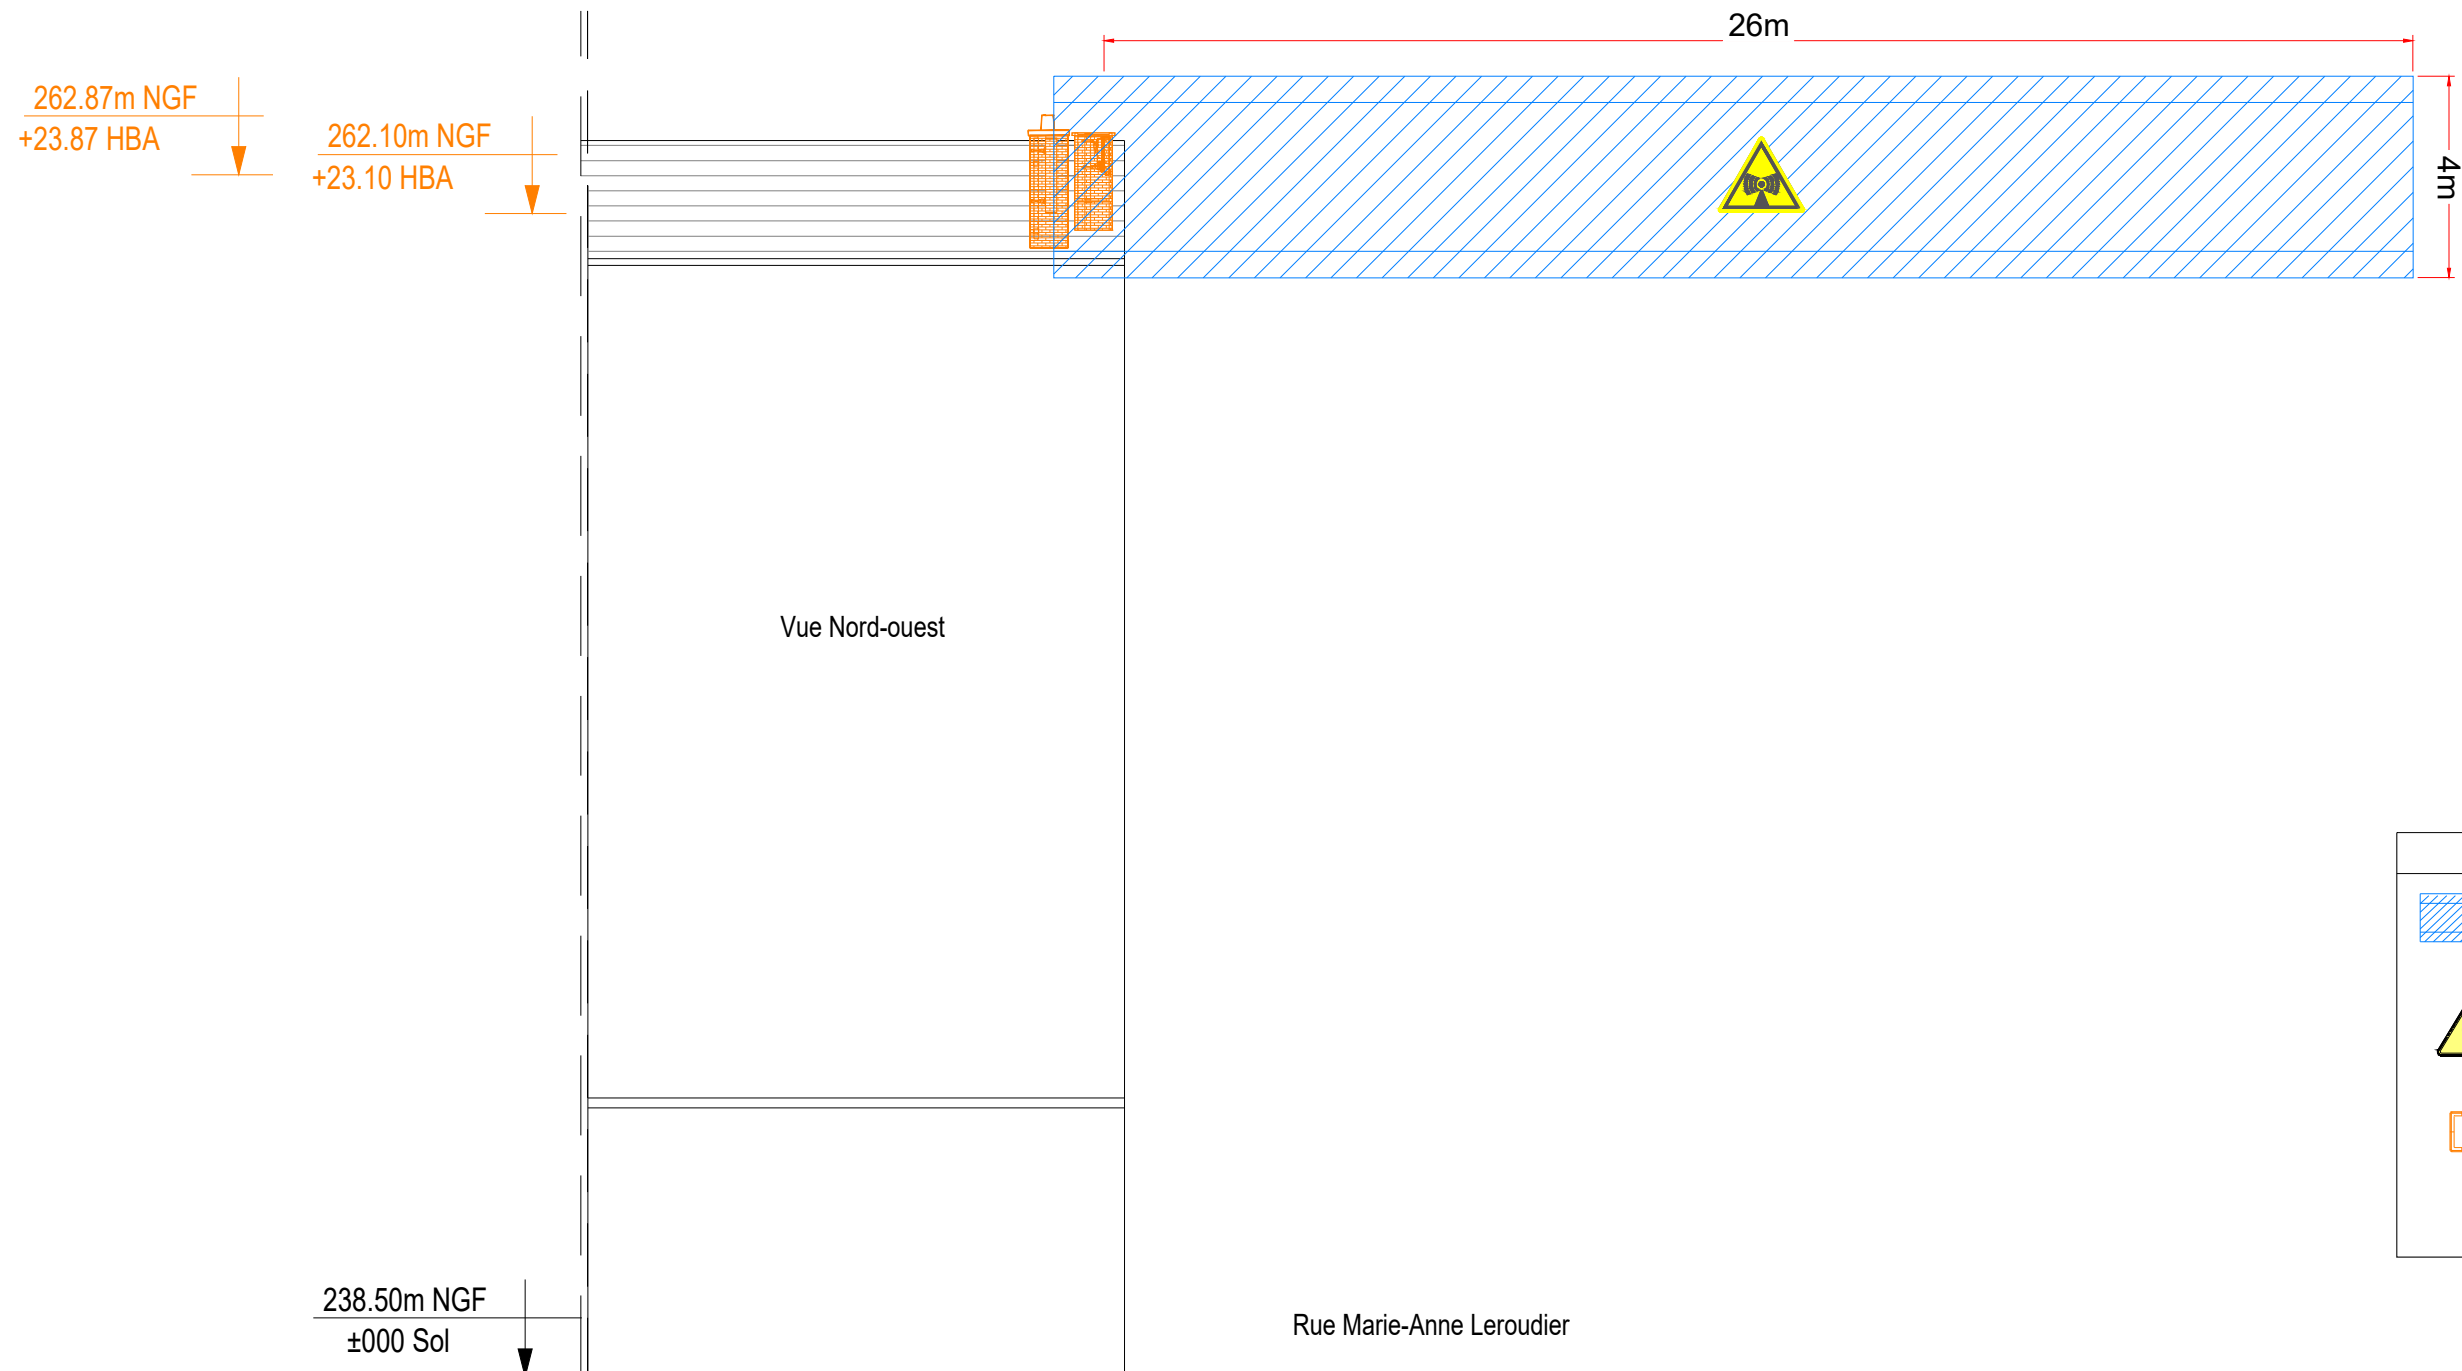 26m
262.87m NGF
+23.87 HBA
262.10m NGF
+23.10 HBA
4m
Vue Nord-ouest
238.50m NGF
±000 Sol
Rue Marie-Anne Leroudier